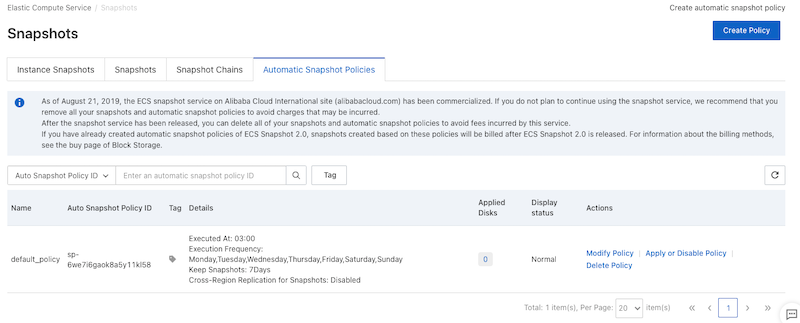 Elastic Compute Service / Snapshots
Create automatic snapshot policy
Snapshots
Create Policy
Instance Snapshots
Snapshots
Snapshot Chains
Automatic Snapshot Policies
As of August 21, 2019, the ECS snapshot service on Alibaba Cloud International site (alibabacloud.com) has been commercialized. If you do not plan to continue using the snapshot service, we recommend that you
remove all your snapshots and automatic snapshot policies to avoid charges that may be incurred.
After the snapshot service has been released, you can delete all of your snapshots and automatic snapshot policies to avoid fees incurred by this service.
If you have already created automatic snapshot policies of ECS Snapshot 2.0, snapshots created based on these policies will be billed after ECS Snapshot 2.0 is released. For information about the billing methods,
see the buy page of Block Storage.
Auto Snapshot Policy ID
Enter an automatic snapshot policy ID
Tag
Name
Auto Snapshot Policy ID
Tag
Details
Applied
Disks
Display
status
Actions
default_policy
sp-
6we7i6gaok8a5y11kl58
Executed At: 03:00
Execution Frequency:
Monday,Tuesday,Wednesday,Thursday,Friday,Saturday,Sunday
Keep Snapshots: 7Days
Cross-Region Replication for Snapshots: Disabled
0
Normal
Modify Policy | Apply or Disable Policy |
Delete Policy
Total: 1 item(s), Per Page: 20 item(s)
1